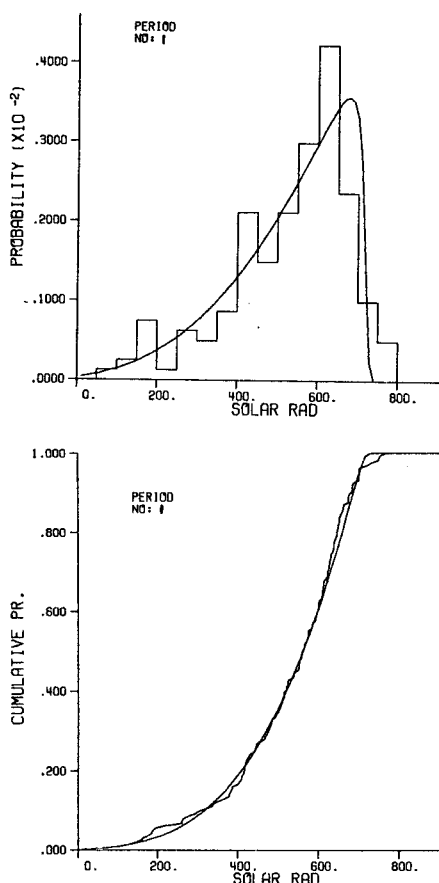 PERIOD
NO: 1
PROBABILITY (X10 -2)
.4000
.3000
.2000
.1000
.0000
0. 200. 400. 600. 800.
SOLAR RAD
PERIOD
NO: 1
CUMULATIVE PR.
1.000
.800
.600
.400
.200
.000
0. 200. 400. 600. 800.
SOLAR RAD